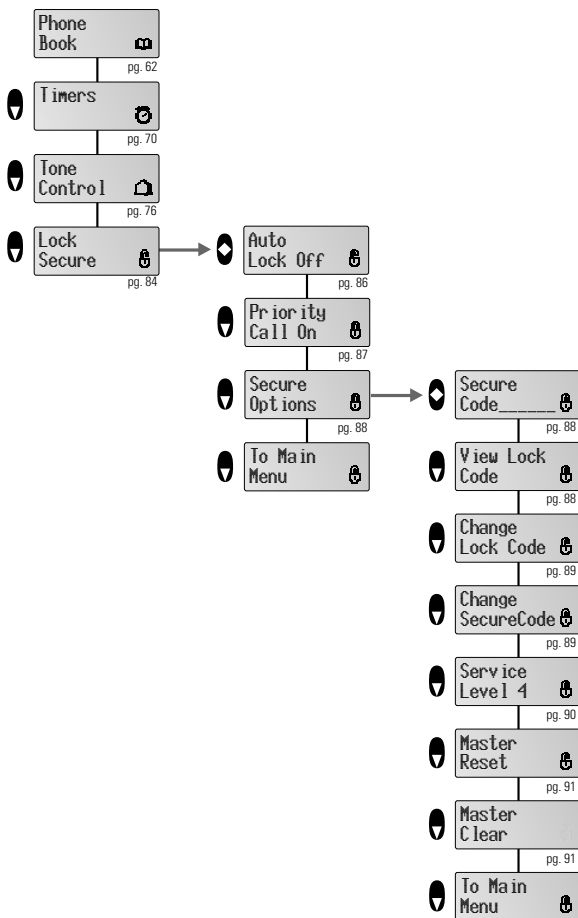 Phone
Book
pg. 62
Timers
pg. 70
Tone
Control
pg. 76
Lock
Secure
pg. 84
Auto
Lock Off
pg. 86
Priority
Call On
pg. 87
Secure
Options
pg. 88
To Main
Menu
Secure
Code______
pg. 88
View Lock
Code
pg. 88
Change
Lock Code
pg. 89
Change
SecureCode
pg. 89
Service
Level 4
pg. 90
Master
Reset
pg. 91
Master
Clear
pg. 91
To Main
Menu